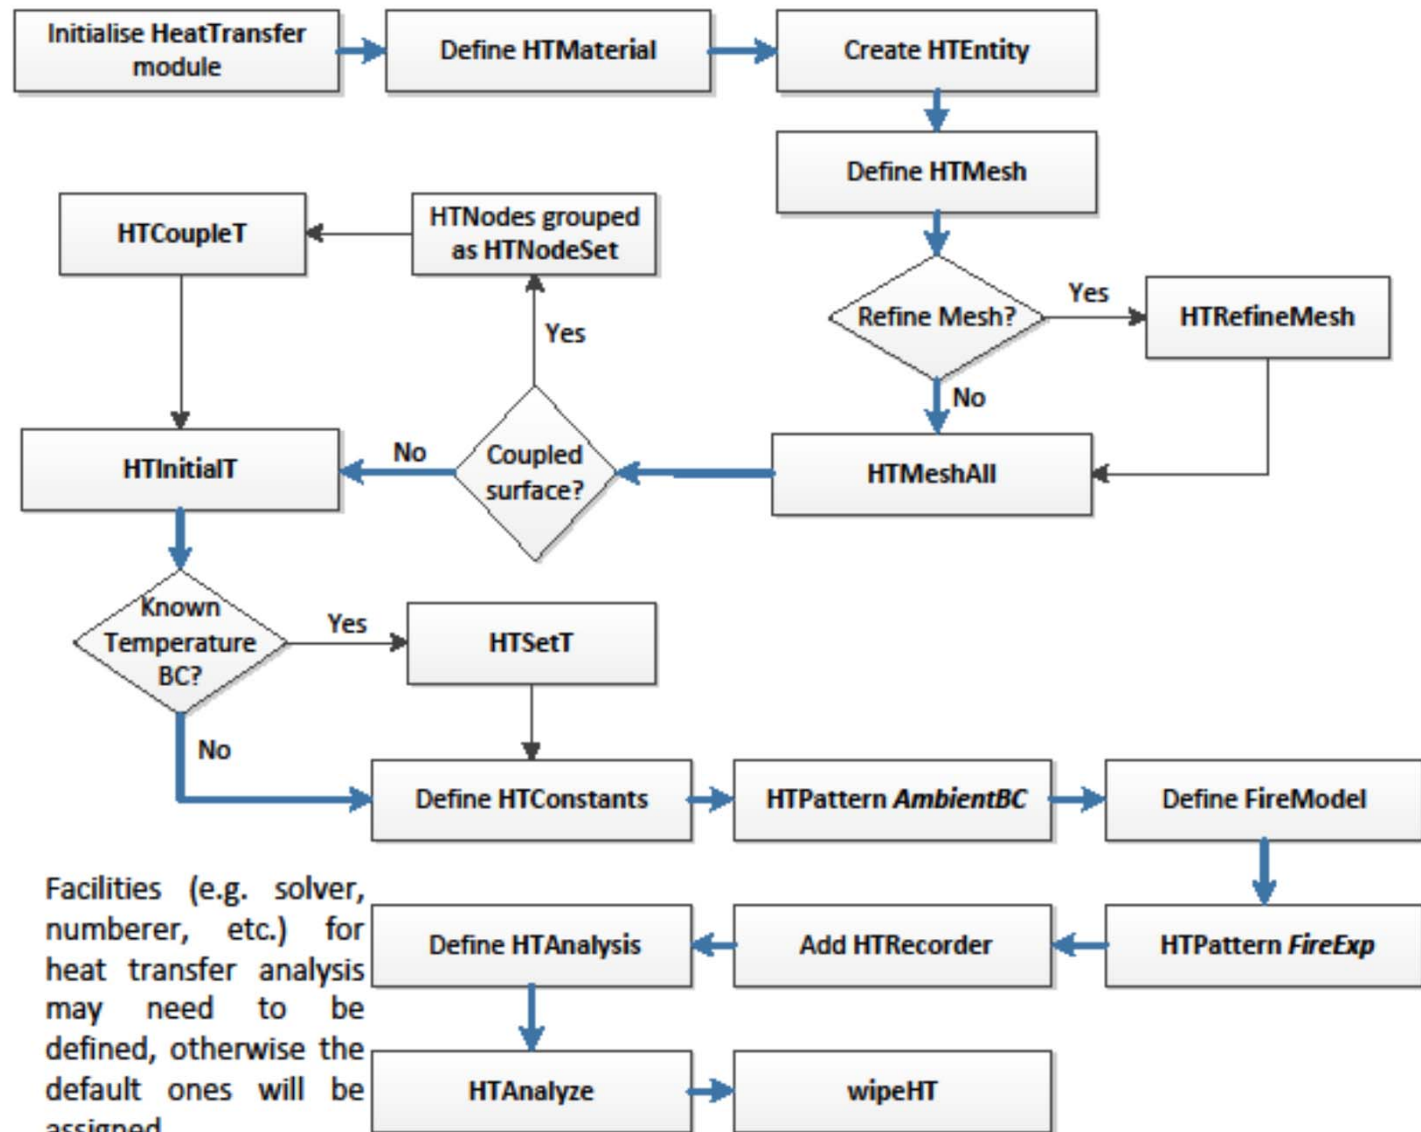 Initialise HeatTransfer
module
Define HTMaterial
Create HTEntity
Define HTMesh
HTCoupleT
HTNodes grouped
as HTNodeSet
Yes
Refine Mesh?
Yes
HTRefineMesh
No
HTInitialT
No
Coupled
surface?
HTMeshAll
Known
Temperature
BC?
Yes
HTSetT
No
Define HTConstants
HTPattern AmbientBC
Define FireModel
Facilities (e.g. solver,
numberer, etc.) for
heat transfer analysis
may need to be
defined, otherwise the
default ones will be
assigned
Define HTAnalysis
Add HTRecorder
HTPattern FireExp
HTAnalyze
wipeHT